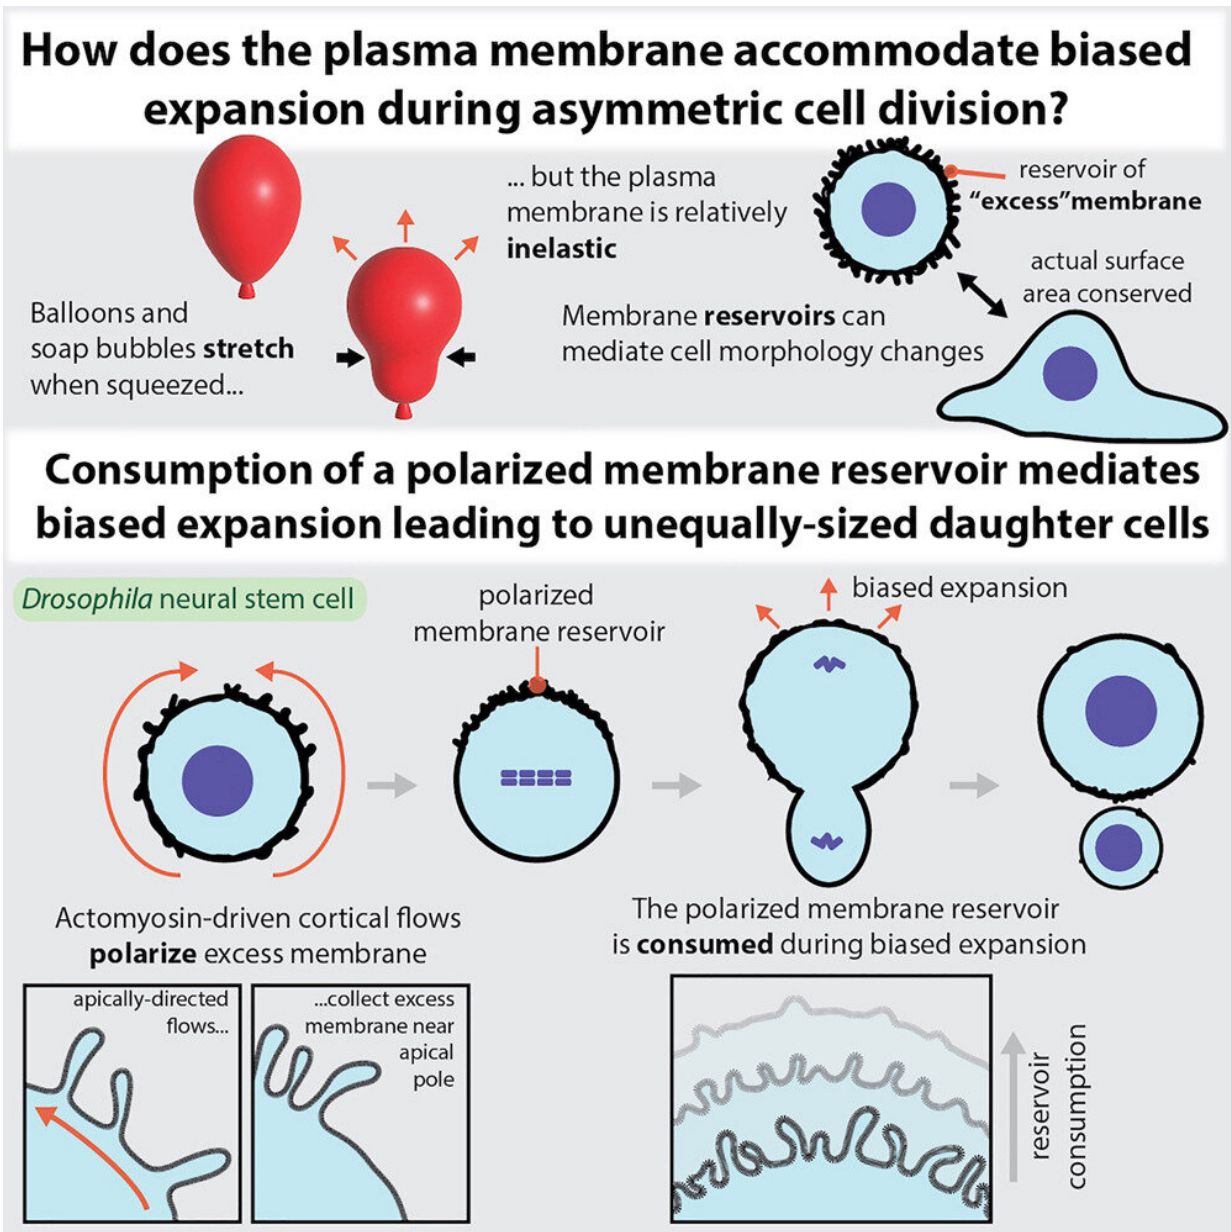 How does the plasma membrane accommodate biased
expansion during asymmetric cell division?
Balloons and
soap bubbles stretch
when squeezed...
... but the plasma
membrane is relatively
inelastic
Membrane reservoirs can
mediate cell morphology changes
reservoir of
“excess”membrane
actual surface
area conserved
Consumption of a polarized membrane reservoir mediates
biased expansion leading to unequally-sized daughter cells
Drosophila neural stem cell
polarized
membrane reservoir
biased expansion
Actomyosin-driven cortical flows
polarize excess membrane
The polarized membrane reservoir
is consumed during biased expansion
apically-directed
flows...
...collect excess
membrane near
apical
pole
reservoir
consumption